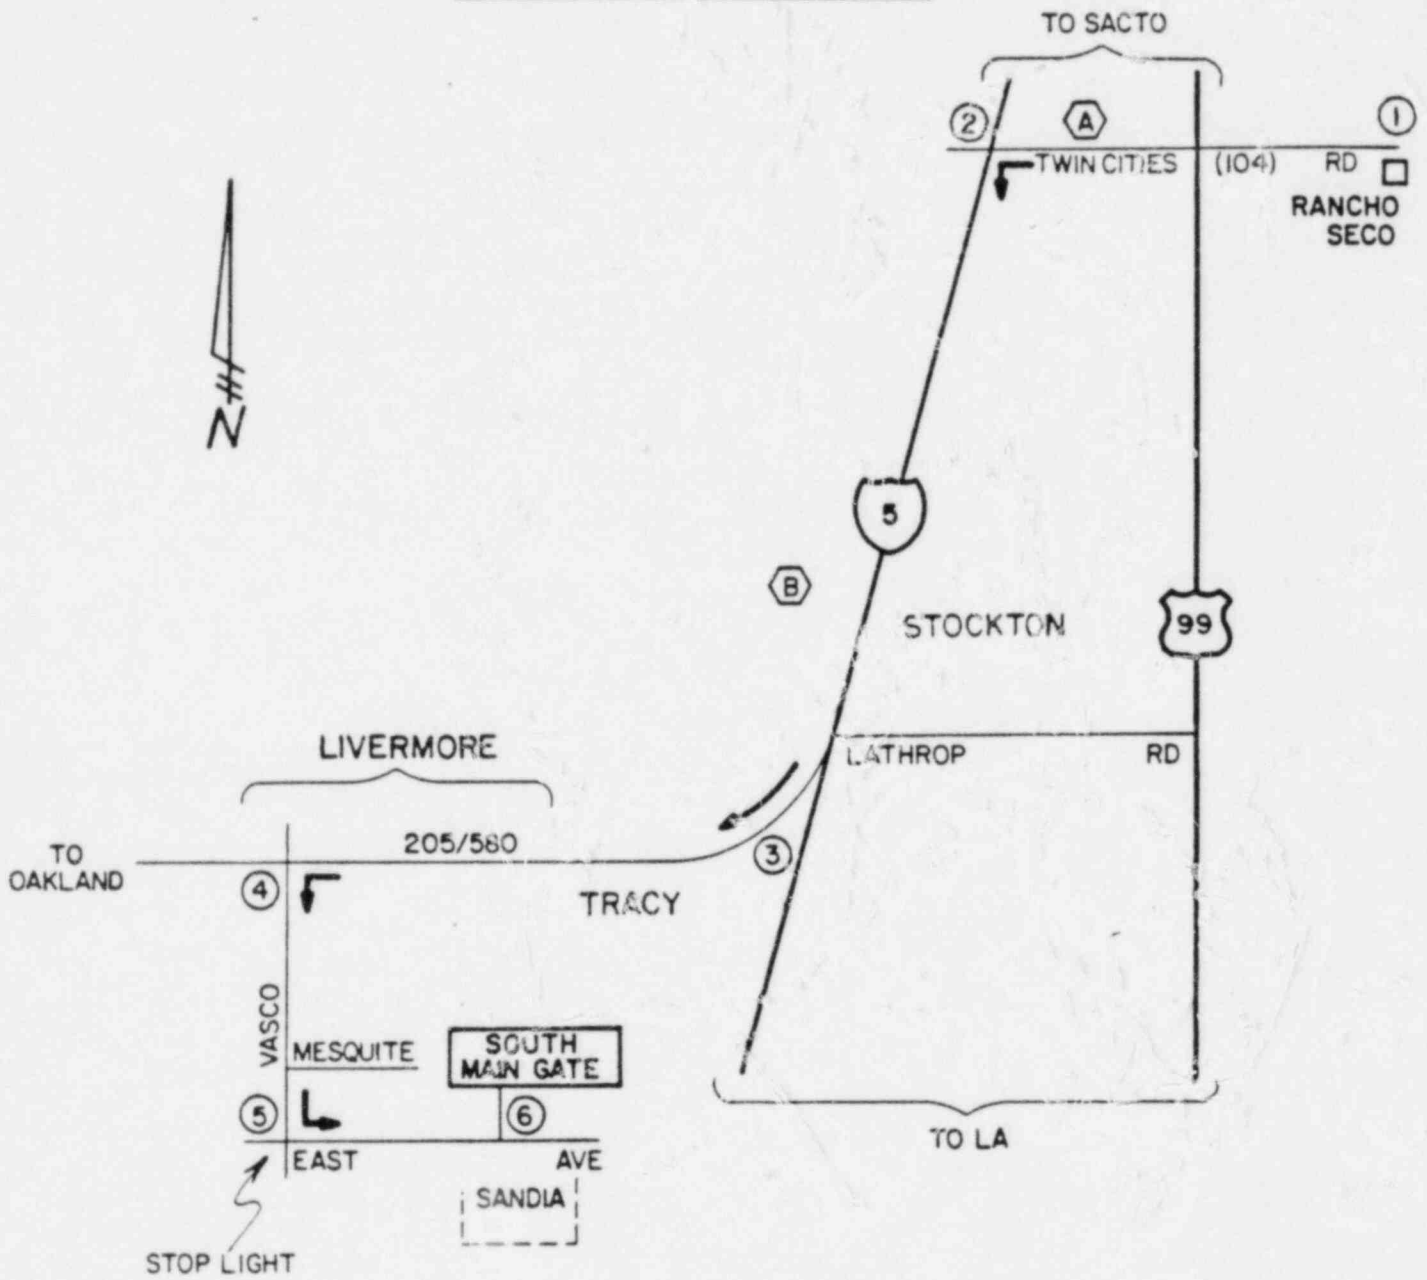 TO SACTO
2
A
1
TWIN CITIES (104) RD
RANCHO
SECO
N
5
B
STOCKTON
99
LIVERMORE
LATHROP RD
205/580
TO
OAKLAND
3
4
TRACY
VASCO
MESQUITE
SOUTH
MAIN GATE
5
6
TO LA
EAST AVE
SANDIA
STOP LIGHT